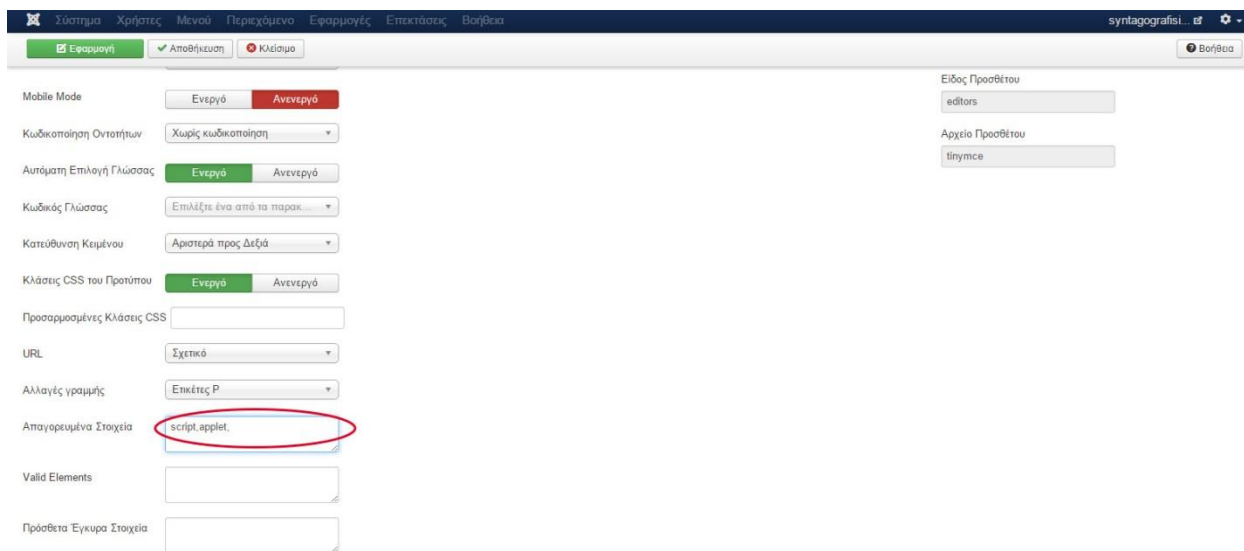 Σύστημα Χρήστες Μενού Περιεχόμενο Εφαρμογές Επεκτάσεις Βοήθεια syntagografisi...
Εφαρμογή Αποθήκευση Κλείσιμο Βοήθεια
Είδος Προσθέτου
Mobile Mode Ενεργό Ανενεργό editors
Κωδικοποίηση Οντοτήτων Χωρίς κωδικοποίηση Αρχείο Προσθέτου
tinymce
Αυτόματη Επιλογή Γλώσσας Ενεργό Ανενεργό
Κωδικός Γλώσσας Επιλέξτε ένα από τα παρακ...
Κατεύθυνση Κειμένου Αριστερά προς Δεξιά
Κλάσεις CSS του Προτύπου Ενεργό Ανενεργό
Προσαρμοσμένες Κλάσεις CSS
URL Σχετικό
Αλλαγές γραμμής Ετικέτες P
Απαγορευμένα Στοιχεία script,applet,
Valid Elements
Πρόσθετα Έγκυρα Στοιχεία